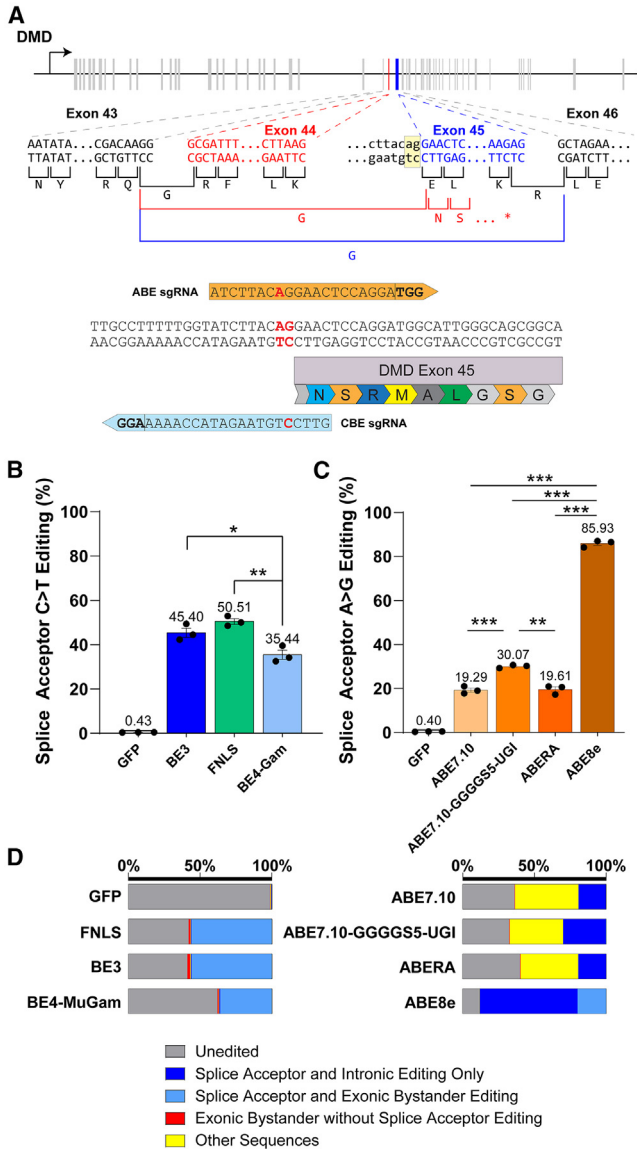 A
DMD
Exon 43 Exon 44 Exon 45 Exon 46
AATATA...CGACAAGG GCGATTT...CTTAAG ...cttacagGAACTC...AAGAG GCTAGAA...
TTATAT...GCTGTTCC CGCTAAA...GAATTC ...gaatgtcCTTGAG...TTCTC CGATCTT...
N Y R Q G R F L K E L K R L E
G N S ... *
G
ABE sgRNA ATCTTACAGGAACTCCAGGATGG
TTGCCTTTTTGGTATCTTACAGGAACTCCAGGATGGCATTGGGCAGCGGCA
AACGGAAAAACCATAGAATGTCCTTGAGGTCCTACCGTAACCCGTCGCCGT
DMD Exon 45
N S R M A L G S G
GGAAAAACCATAGAATGTCCTTG CBE sgRNA
B
Splice Acceptor C>T Editing (%)
100
80
60
40
20
0
*
**
0.43
45.40
50.51
35.44
GFP
BE3
FNLS
BE4-Gam
C
Splice Acceptor A>G Editing (%)
100
80
60
40
20
0
***
***
***
***
**
0.40
19.29
30.07
19.61
85.93
GFP
ABE7.10
ABE7.10-GGGGS5-UGI
ABERA
ABE8e
D
0% 50% 100%
GFP
FNLS
BE3
BE4-MuGam
0% 50% 100%
ABE7.10
ABE7.10-GGGGS5-UGI
ABERA
ABE8e
Unedited
Splice Acceptor and Intronic Editing Only
Splice Acceptor and Exonic Bystander Editing
Exonic Bystander without Splice Acceptor Editing
Other Sequences